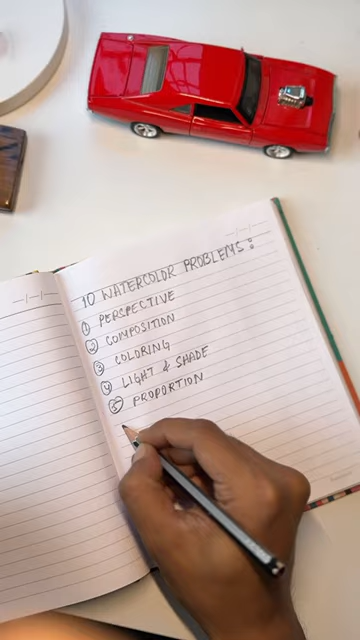 10 WATERCOLOR PROBLEMS:
① PERSPECTIVE
② COMPOSITION
③ COLORING
④ LIGHT & SHADE
⑤ PROPORTION